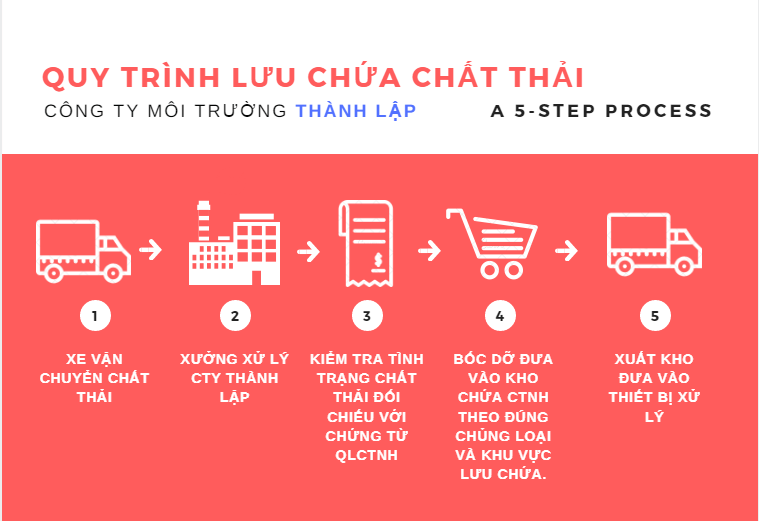 QUY TRÌNH LƯU CHỨA CHẤT THẢI
CÔNG TY MÔI TRƯỜNG THÀNH LẬP
A 5-STEP PROCESS
$
1
XE VẬN
CHUYỂN CHẤT
THẢI
2
XƯỞNG XỬ LÝ
CTY THÀNH
LẬP
3
KIỂM TRA TÌNH
TRẠNG CHẤT
THẢI ĐỐI
CHIẾU VỚI
CHỨNG TỪ
QLCTNH
4
BỐC DỠ ĐƯA
VÀO KHO
CHỨA CTNH
THEO ĐÚNG
CHỦNG LOẠI
VÀ KHU VỰC
LƯU CHỨA.
5
XUẤT KHO
ĐƯA VÀO
THIẾT BỊ XỬ
LÝ